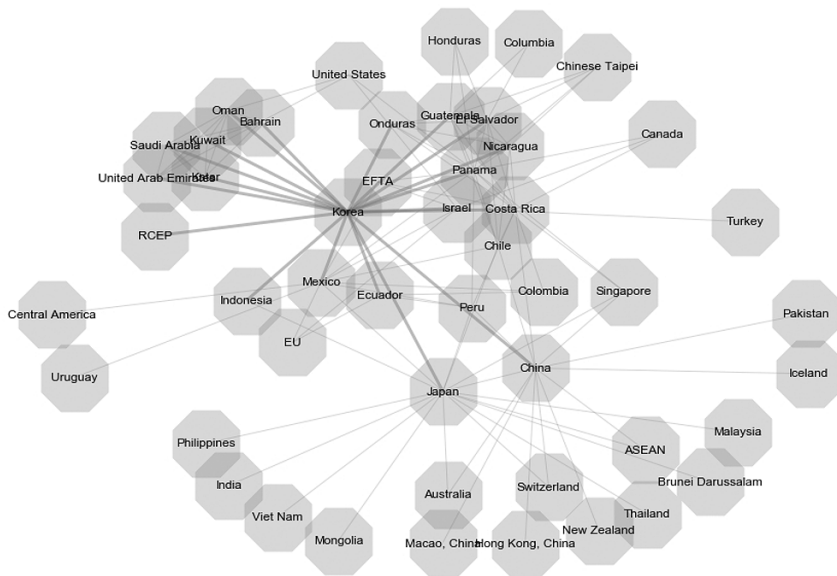 Honduras
Columbia
Chinese Taipei
United States
Oman
Bahrain
Onduras
Guatemala
El Salvador
Canada
Saudi Arabia
Kuwait
Nicaragua
Panama
United Arab Emirates
EFTA
Korea
Israel
Costa Rica
Turkey
RCEP
Chile
Mexico
Indonesia
Ecuador
Colombia
Singapore
Peru
Central America
Pakistan
EU
Uruguay
China
Iceland
Japan
Philippines
Malaysia
ASEAN
India
Brunei Darussalam
Australia
Switzerland
Viet Nam
Thailand
New Zealand
Mongolia
Macao, China
Hong Kong, China